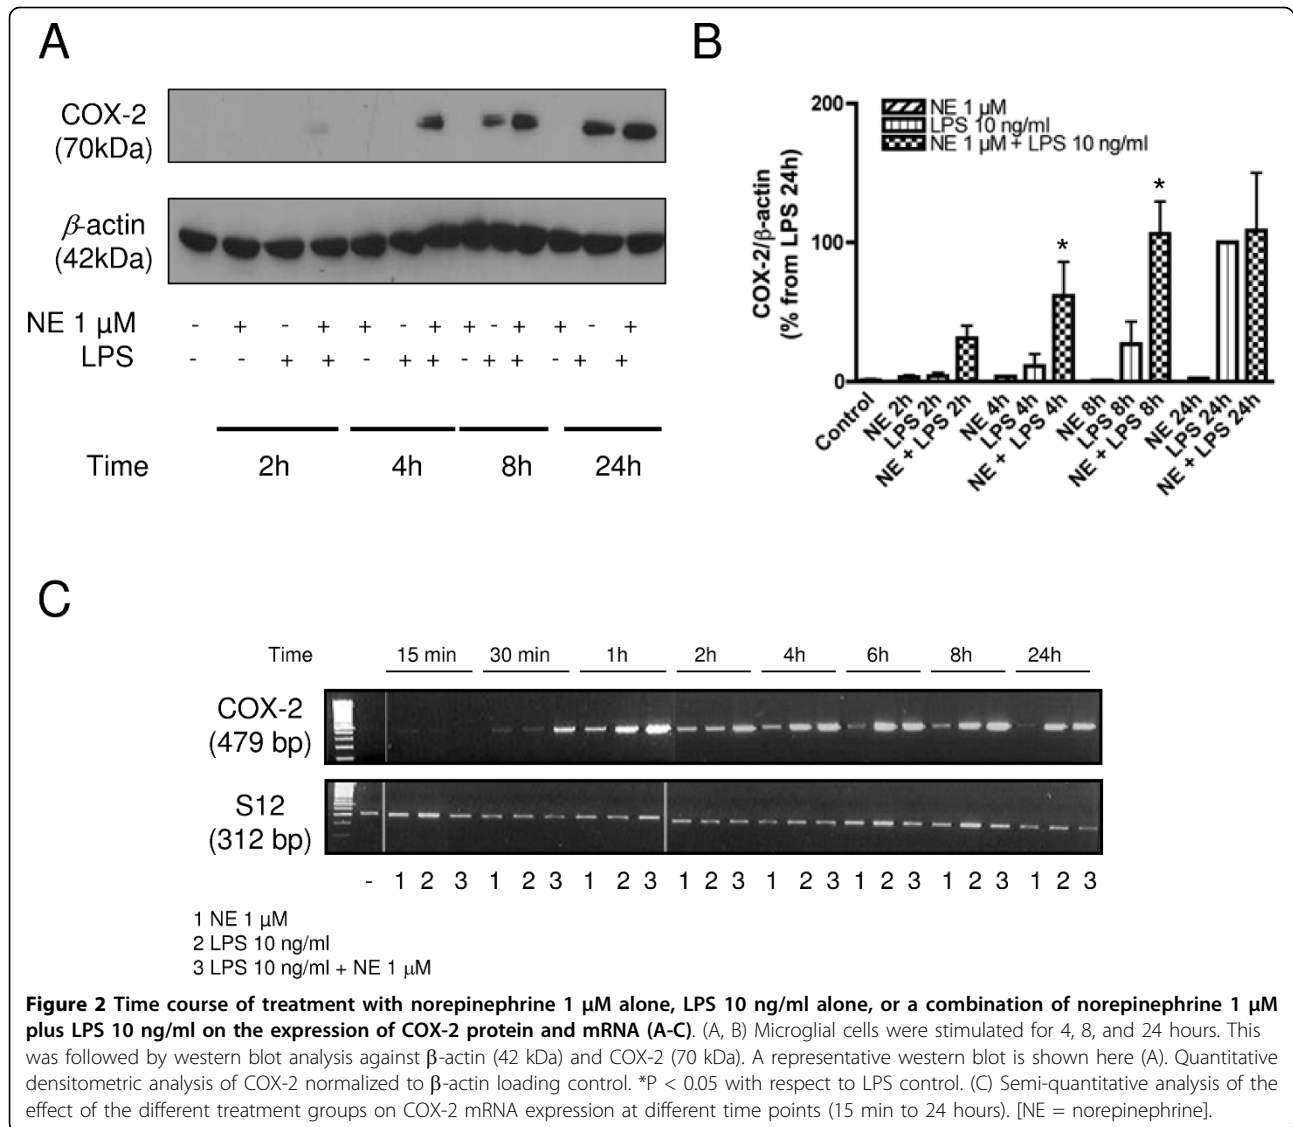 A
COX-2
(70kDa)
β-actin
(42kDa)
NE 1 µM - + - + + - + + - + + - +
LPS - - + + - + + - + + - + +
Time 2h 4h 8h 24h
B
200
100
0
COX-2/β-actin
(% from LPS 24h)
NE 1 µM
LPS 10 ng/ml
NE 1 µM + LPS 10 ng/ml
*
*
Control
NE 2h
LPS 2h
NE + LPS 2h
NE 4h
LPS 4h
NE + LPS 4h
NE 8h
LPS 8h
NE + LPS 8h
NE 24h
LPS 24h
NE + LPS 24h
C
Time 15 min 30 min 1h 2h 4h 6h 8h 24h
COX-2
(479 bp)
S12
(312 bp)
- 1 2 3 1 2 3 1 2 3 1 2 3 1 2 3 1 2 3 1 2 3 1 2 3
1 NE 1 µM
2 LPS 10 ng/ml
3 LPS 10 ng/ml + NE 1 µM
Figure 2 Time course of treatment with norepinephrine 1 µM alone, LPS 10 ng/ml alone, or a combination of norepinephrine 1 µM
plus LPS 10 ng/ml on the expression of COX-2 protein and mRNA (A-C). (A, B) Microglial cells were stimulated for 4, 8, and 24 hours. This
was followed by western blot analysis against β-actin (42 kDa) and COX-2 (70 kDa). A representative western blot is shown here (A). Quantitative
densitometric analysis of COX-2 normalized to β-actin loading control. *P < 0.05 with respect to LPS control. (C) Semi-quantitative analysis of the
effect of the different treatment groups on COX-2 mRNA expression at different time points (15 min to 24 hours). [NE = norepinephrine].